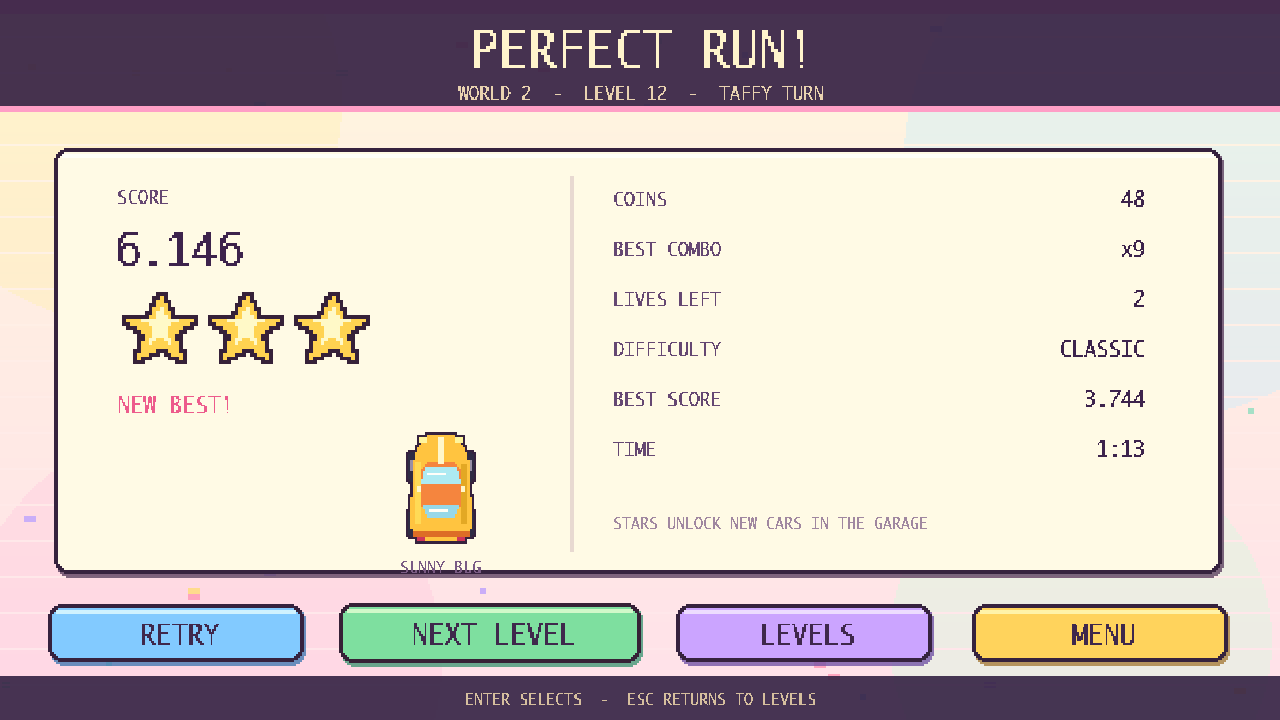 PERFECT RUN!
WORLD 2 - LEVEL 12 - TAFFY TURN
SCORE
6.146
NEW BEST!
SUNNY BUG
COINS 48
BEST COMBO x9
LIVES LEFT 2
DIFFICULTY CLASSIC
BEST SCORE 3.744
TIME 1:13
STARS UNLOCK NEW CARS IN THE GARAGE
RETRY
NEXT LEVEL
LEVELS
MENU
ENTER SELECTS - ESC RETURNS TO LEVELS